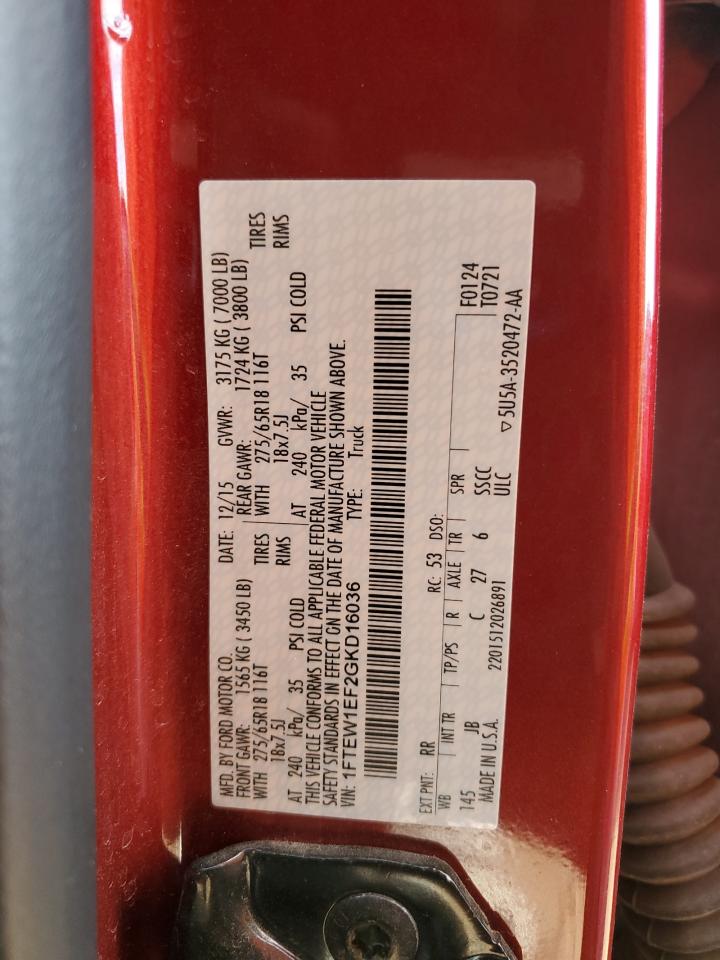 MFD. BY FORD MOTOR CO. DATE: 12/15 GVWR: 3175 KG ( 7000 LB)
FRONT GAWR: 1565 KG ( 3450 LB) REAR GAWR: 1724 KG ( 3800 LB)
WITH 275/65R18 116T TIRES WITH 275/65R18 116T TIRES
18x7.5J RIMS 18x7.5J RIMS
AT 240 kPa/ 35 PSI COLD AT 240 kPa/ 35 PSI COLD
THIS VEHICLE CONFORMS TO ALL APPLICABLE FEDERAL MOTOR VEHICLE
SAFETY STANDARDS IN EFFECT ON THE DATE OF MANUFACTURE SHOWN ABOVE.
VIN: 1FTEW1EF2GKD16036 TYPE: Truck
EXT PNT: RR RC: 53 DSO:
WB INT TR TP/PS R AXLE TR SPR F0124
145 JB C 27 6 SSCC T0721
MADE IN U.S.A. 2201512026891 ULC ▽5U5A-3520472-AA